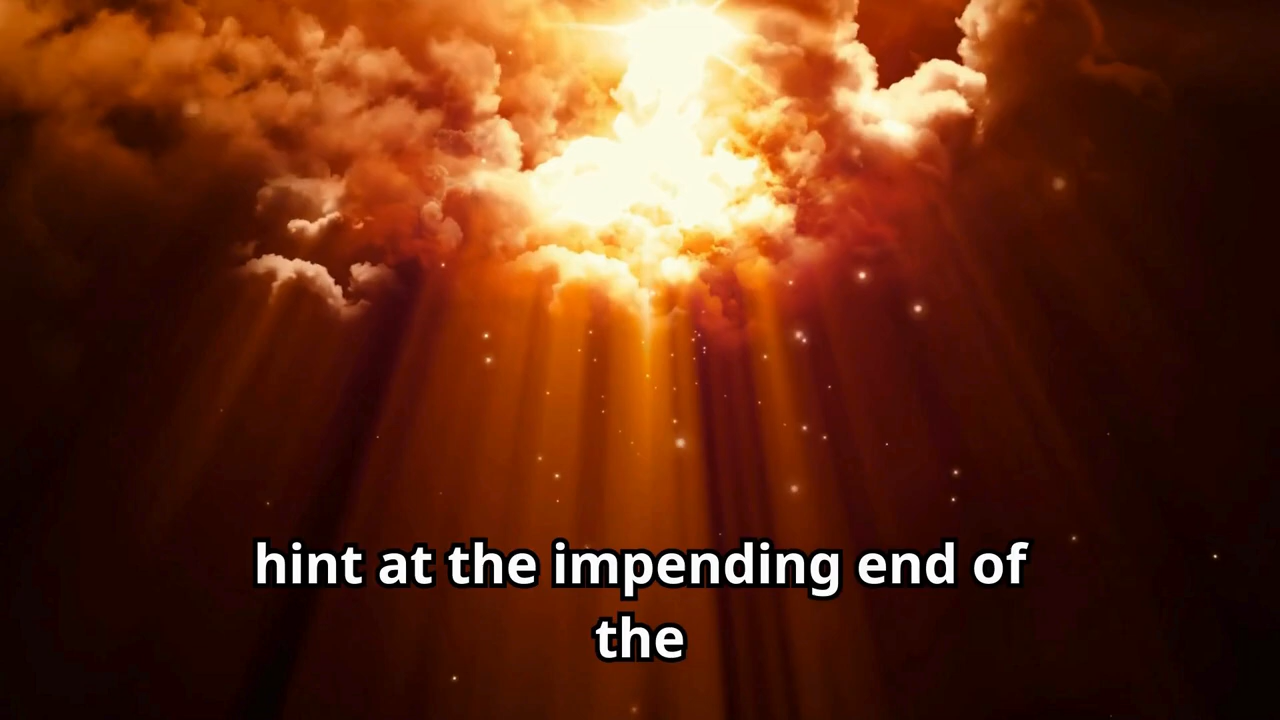 hint at the impending end of
the